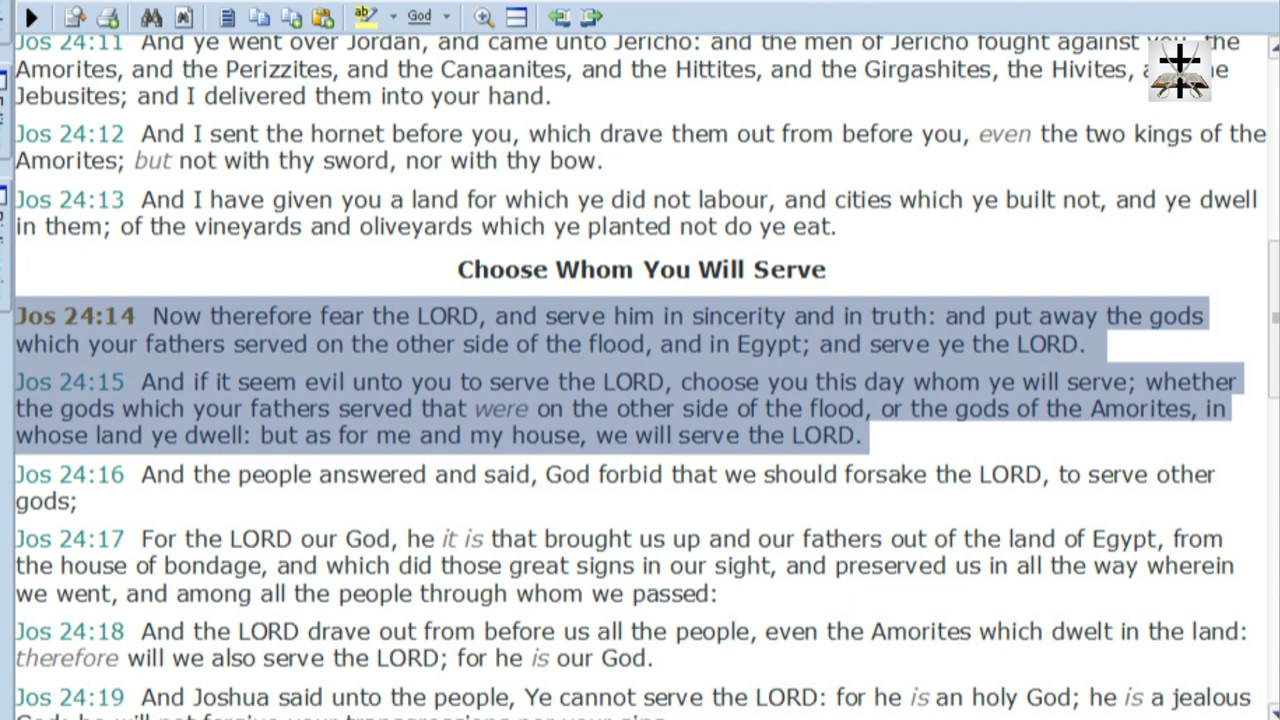 God
Jos 24:11 And ye went over Jordan, and came unto Jericho: and the men of Jericho fought against the
Amorites, and the Perizzites, and the Canaanites, and the Hittites, and the Girgashites, the Hivites,
Jebusites; and I delivered them into your hand.
Jos 24:12 And I sent the hornet before you, which drave them out from before you, even the two kings of the
Amorites; but not with thy sword, nor with thy bow.
Jos 24:13 And I have given you a land for which ye did not labour, and cities which ye built not, and ye dwell
in them; of the vineyards and oliveyards which ye planted not do ye eat.
Choose Whom You Will Serve
Jos 24:14 Now therefore fear the LORD, and serve him in sincerity and in truth: and put away the gods
which your fathers served on the other side of the flood, and in Egypt; and serve ye the LORD.
Jos 24:15 And if it seem evil unto you to serve the LORD, choose you this day whom ye will serve; whether
the gods which your fathers served that were on the other side of the flood, or the gods of the Amorites, in
whose land ye dwell: but as for me and my house, we will serve the LORD.
Jos 24:16 And the people answered and said, God forbid that we should forsake the LORD, to serve other
gods;
Jos 24:17 For the LORD our God, he it is that brought us up and our fathers out of the land of Egypt, from
the house of bondage, and which did those great signs in our sight, and preserved us in all the way wherein
we went, and among all the people through whom we passed:
Jos 24:18 And the LORD drave out from before us all the people, even the Amorites which dwelt in the land:
therefore will we also serve the LORD; for he is our God.
Jos 24:19 And Joshua said unto the people, Ye cannot serve the LORD: for he is an holy God; he is a jealous